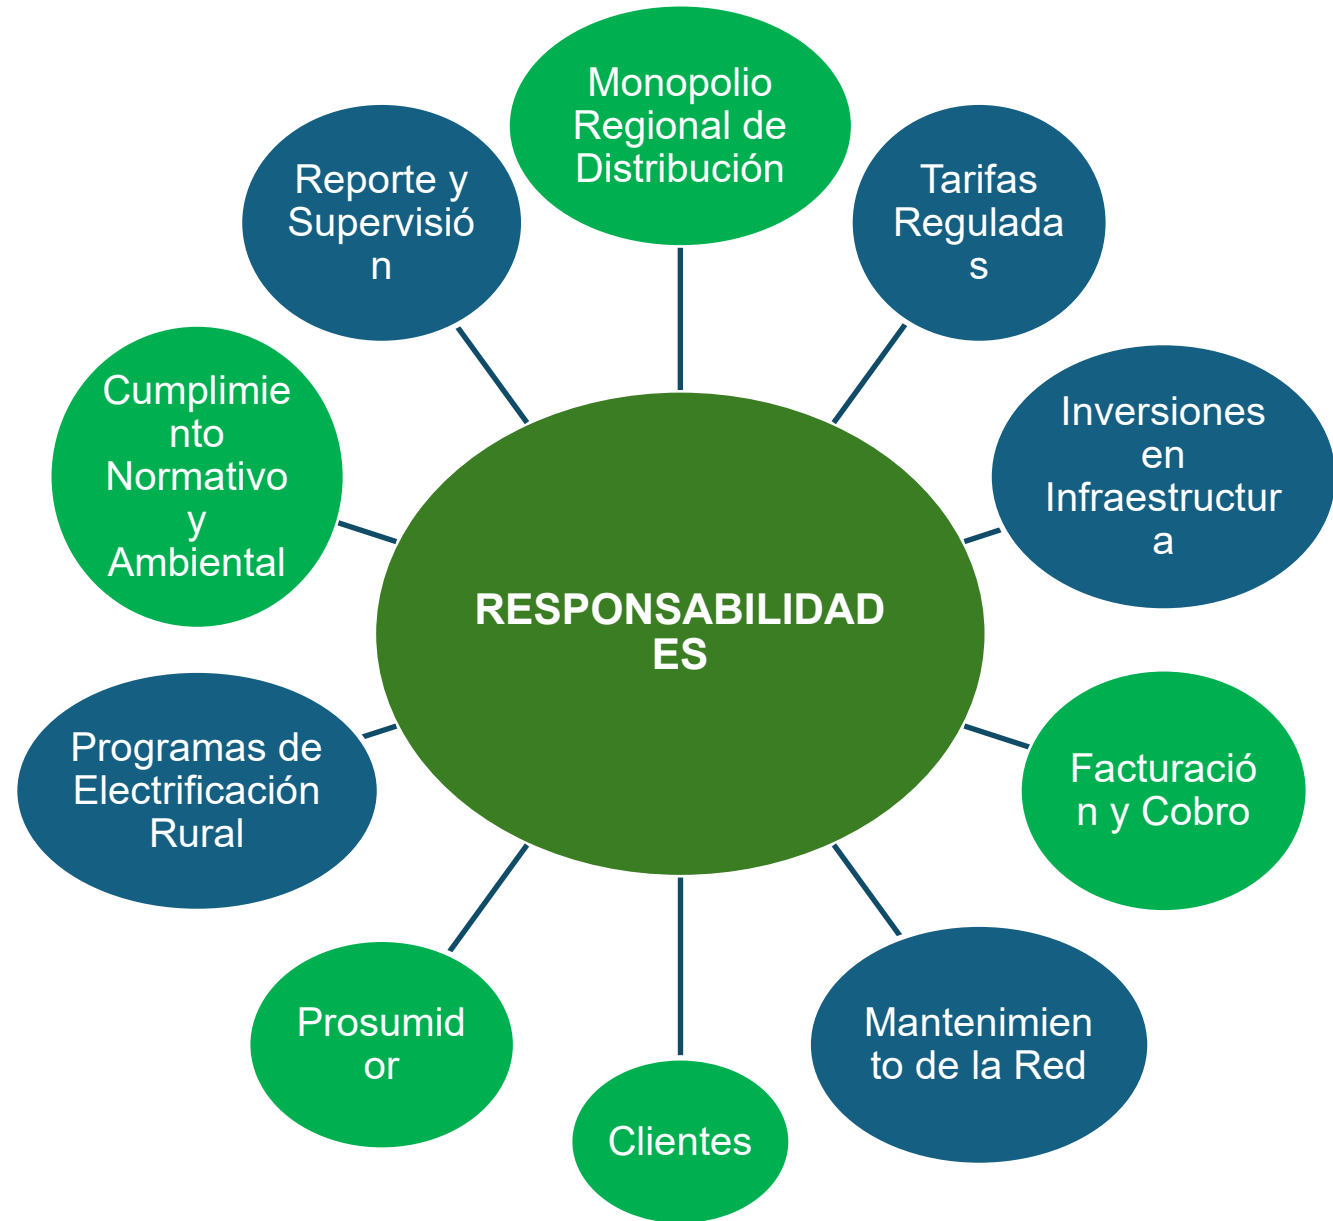 Monopolio
Regional de
Distribución
Tarifas
Regulada
s
Inversiones
en
Infraestructur
a
Facturació
n y Cobro
Mantenimien
to de la Red
Clientes
Prosumid
or
Programas de
Electrificación
Rural
Cumplimie
nto
Normativo
y
Ambiental
Reporte y
Supervisió
n
RESPONSABILIDAD
ES